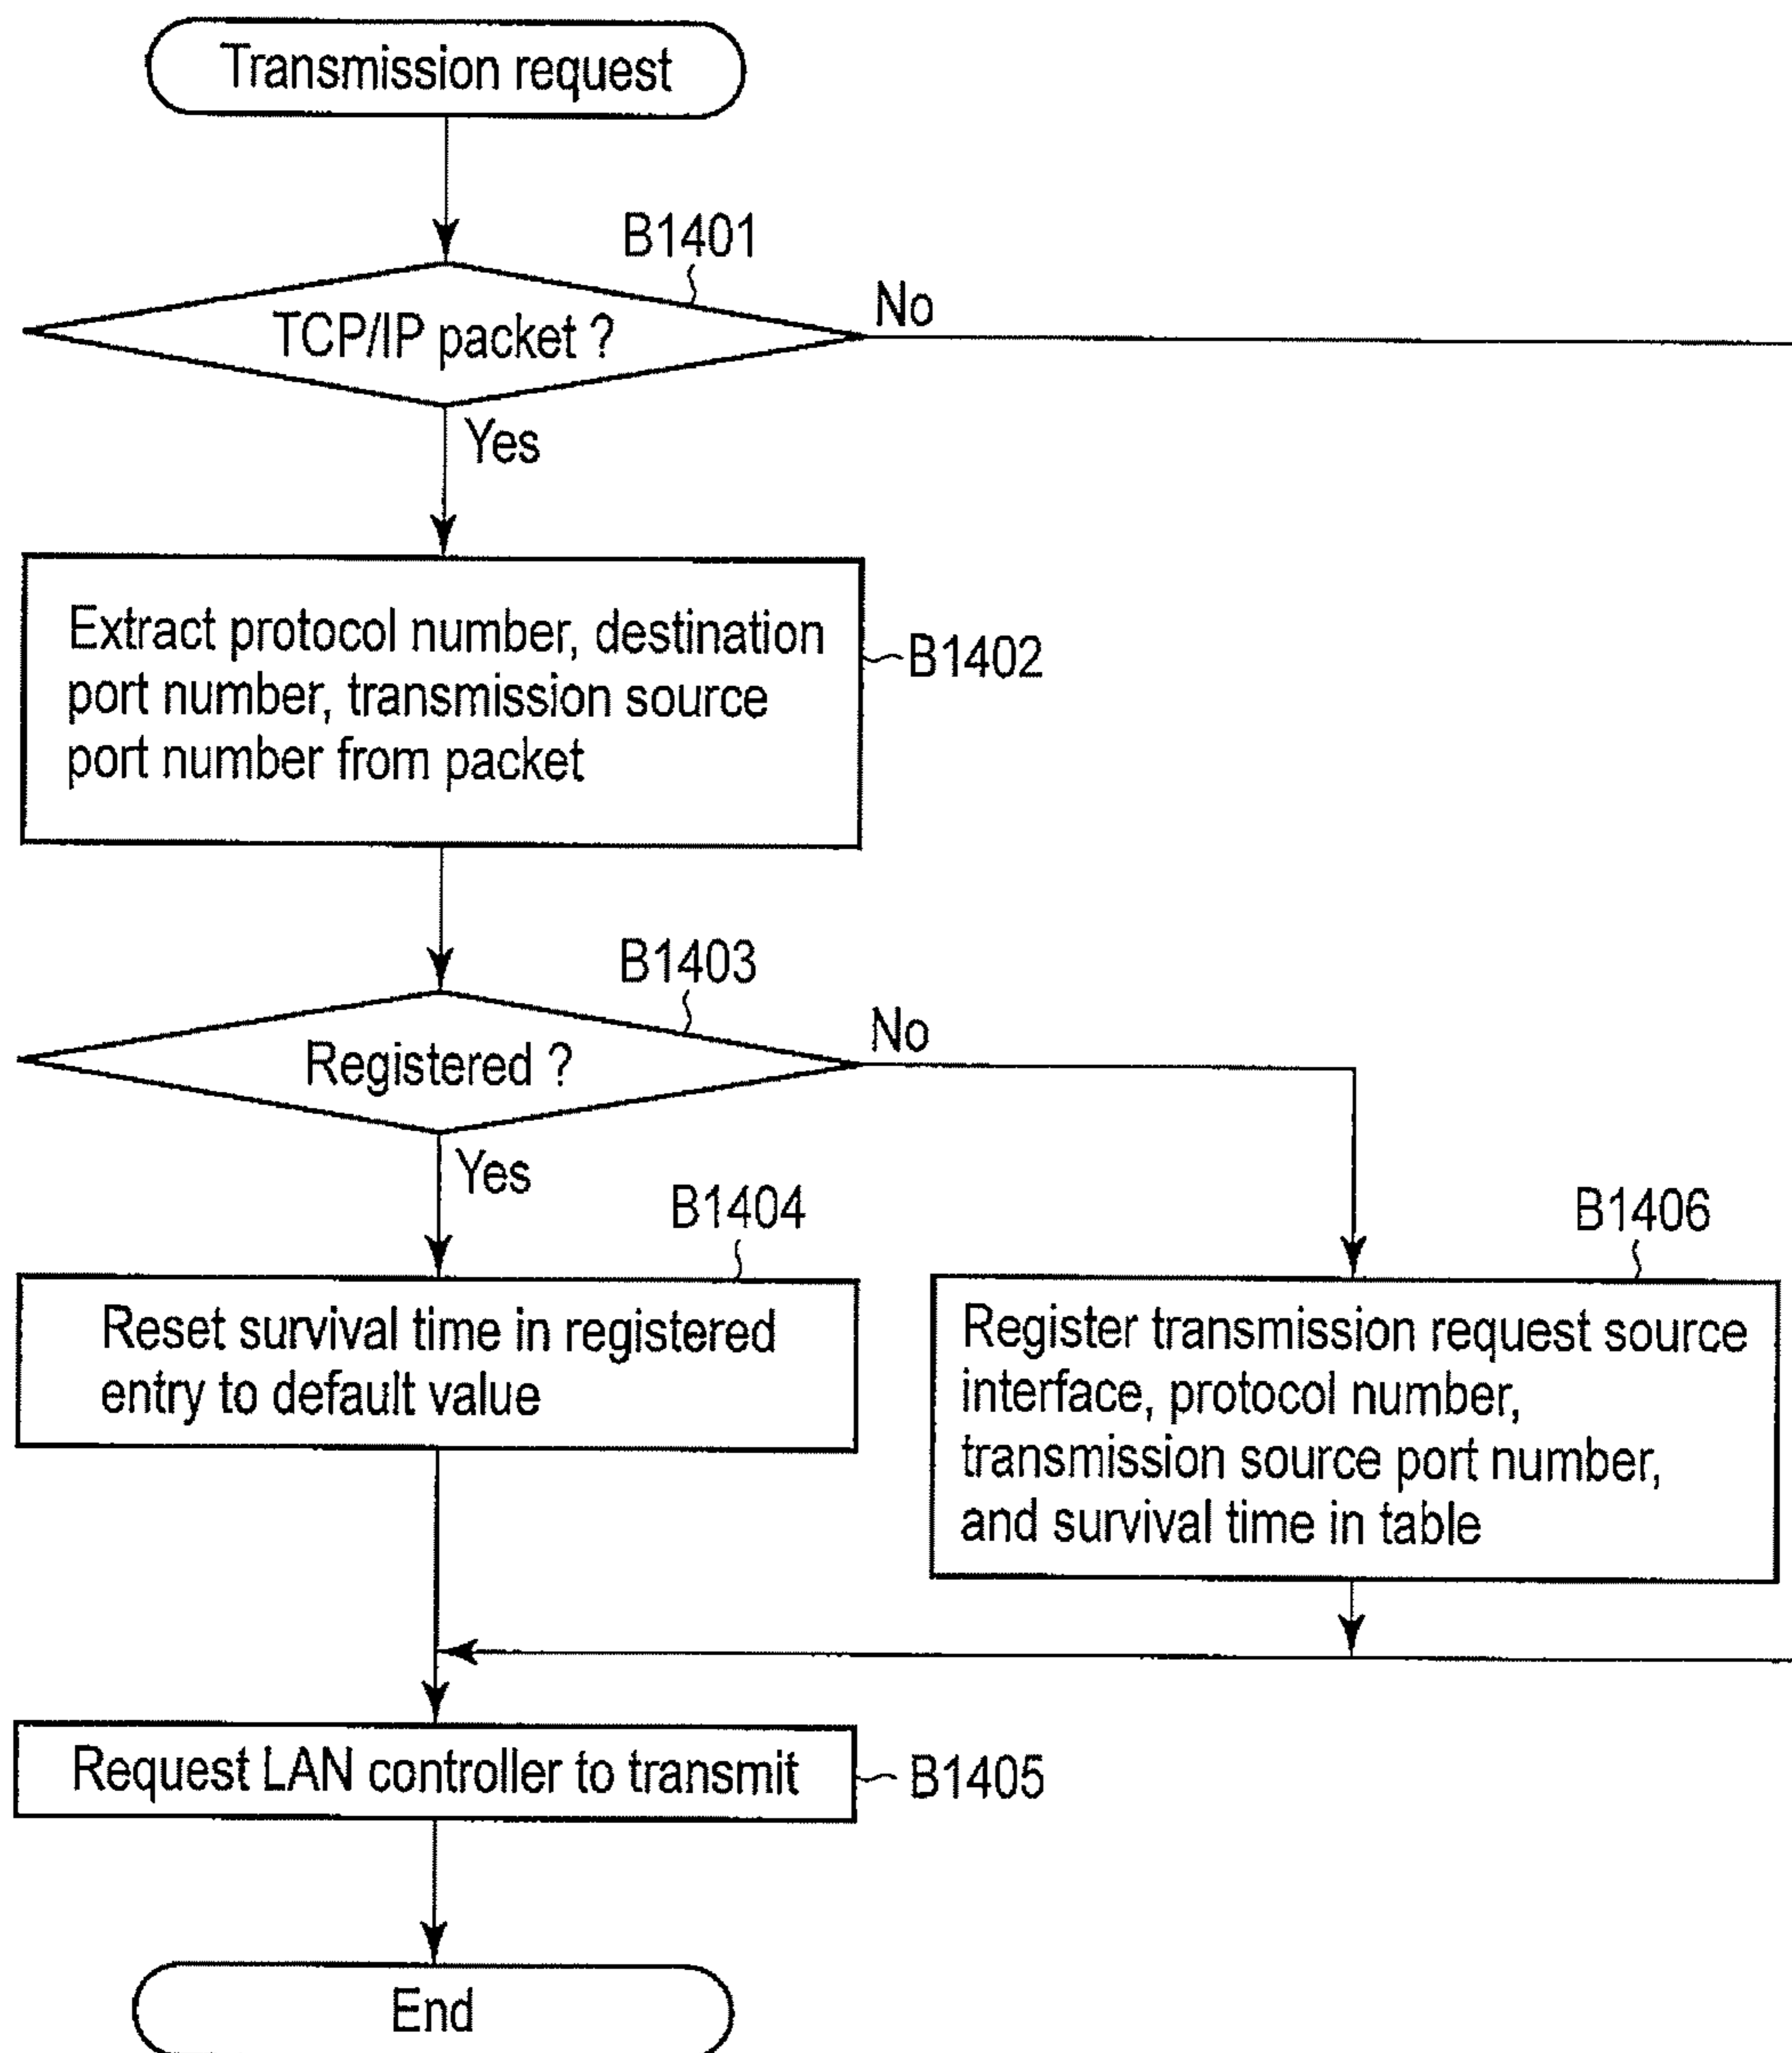 Transmission request
B1401
TCP/IP packet ?
No
Yes
Extract protocol number, destination
port number, transmission source
port number from packet
B1402
B1403
Registered ?
No
Yes
B1404
Reset survival time in registered
entry to default value
B1406
Register transmission request source
interface, protocol number,
transmission source port number,
and survival time in table
Request LAN controller to transmit
B1405
End